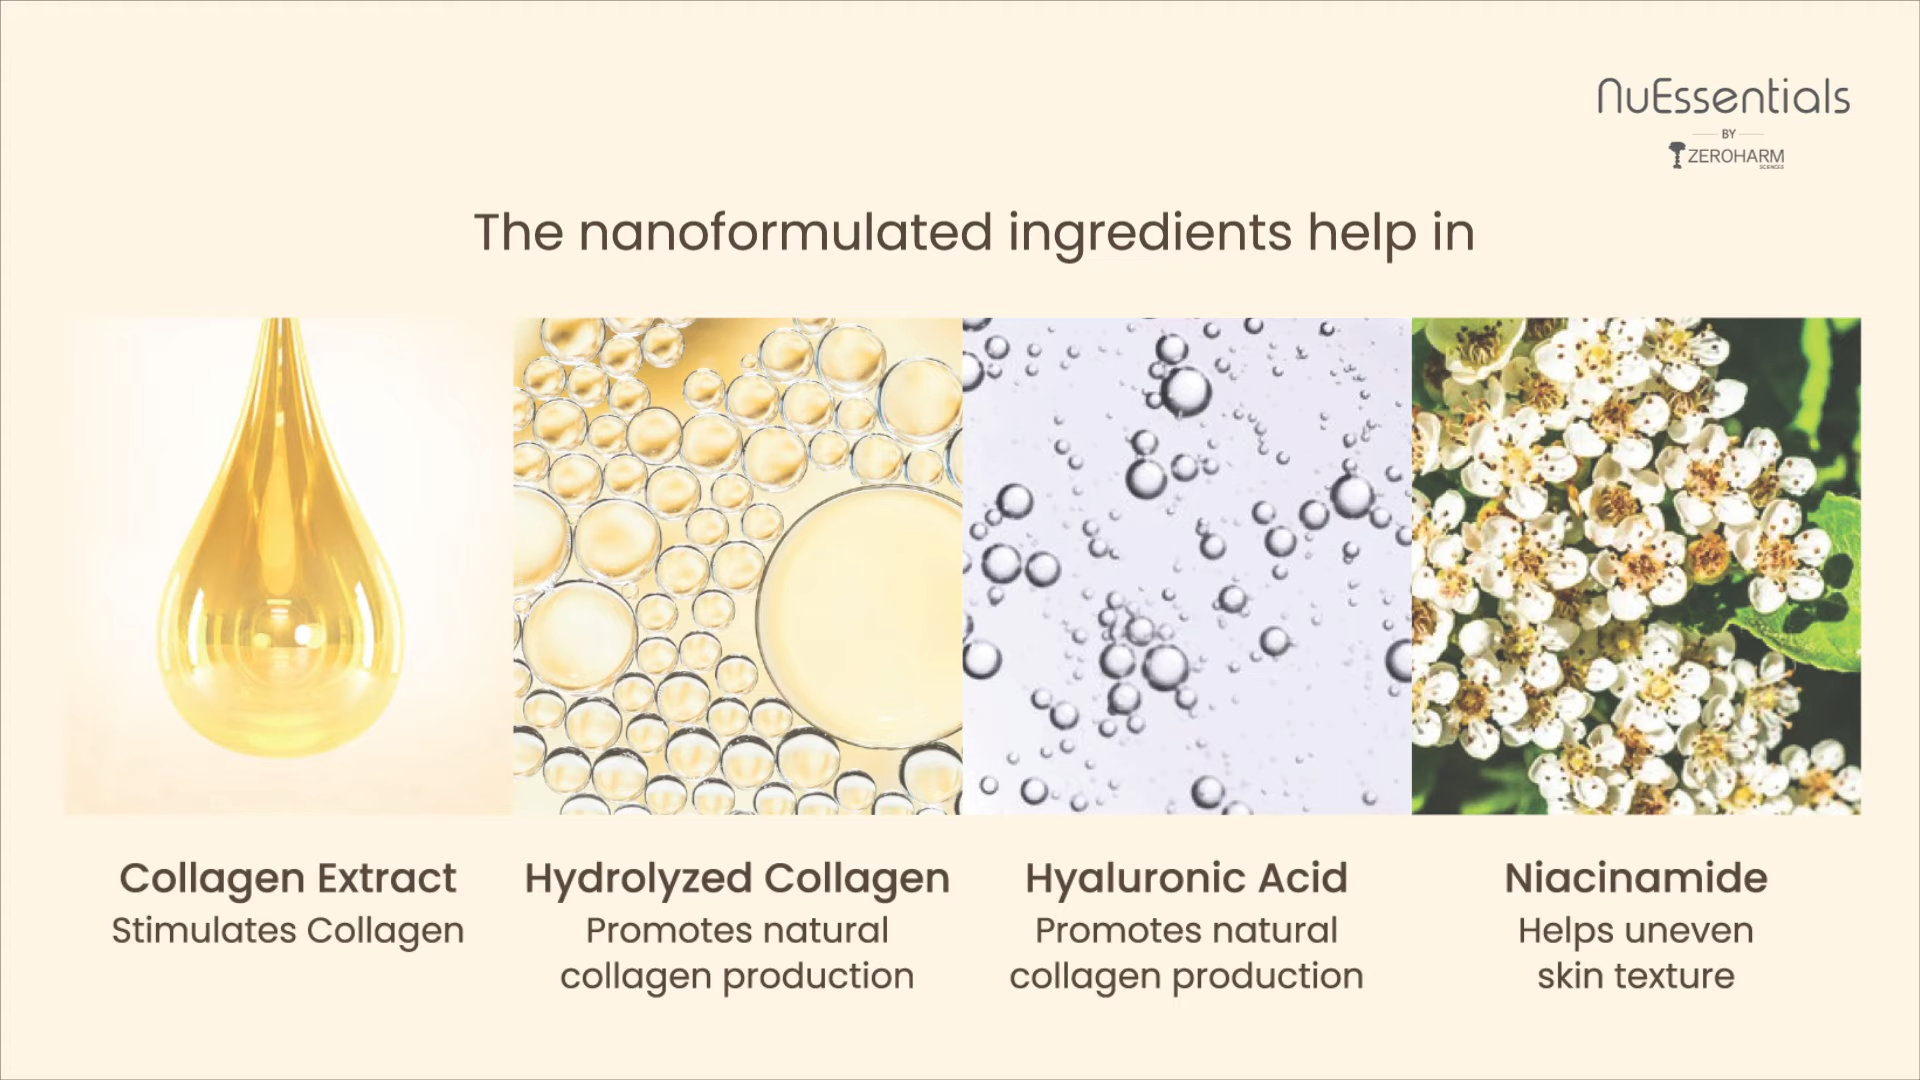 NuEssentials
BY
ZEROHARM
SCIENCES
The nanoformulated ingredients help in
Collagen Extract
Stimulates Collagen
Hydrolyzed Collagen
Promotes natural
collagen production
Hyaluronic Acid
Promotes natural
collagen production
Niacinamide
Helps uneven
skin texture